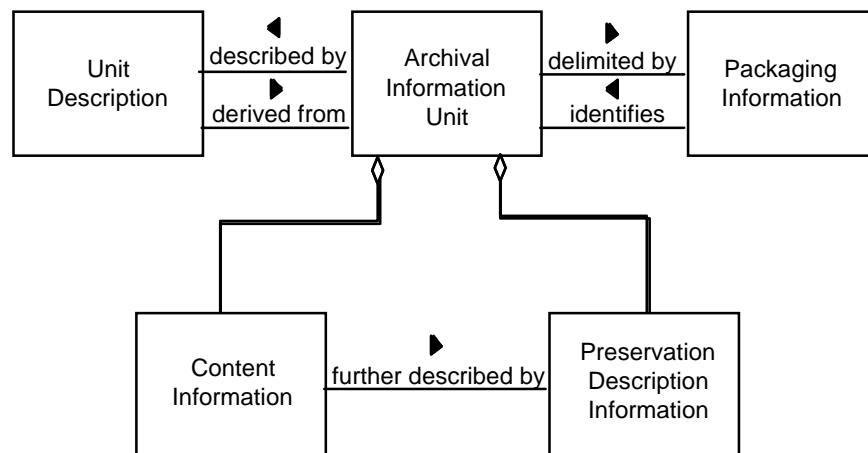 Unit
Description
described by
derived from
Archival
Information
Unit
delimited by
identifies
Packaging
Information
Content
Information
further described by
Preservation
Description
Information